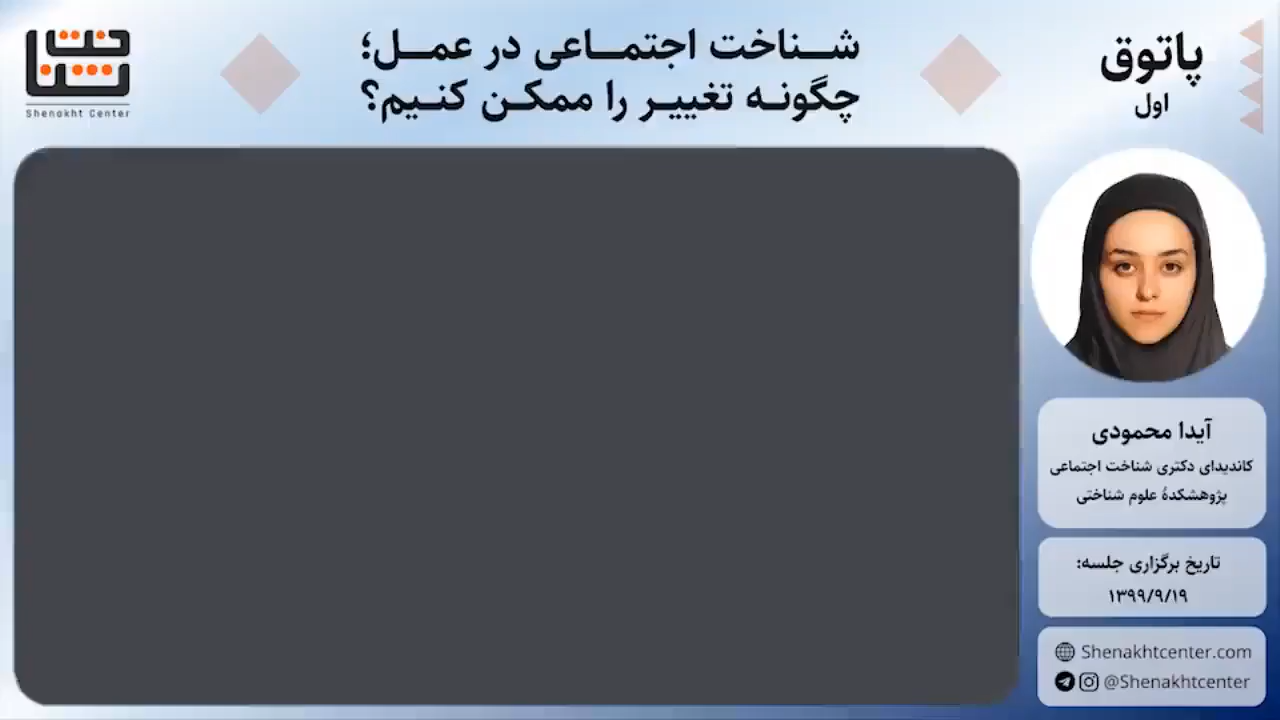 پاتوق
اول
شناخت اجتماعی در عمل؛
چگونه تغییر را ممکن کنیم؟
شناخت
Shenakht Center
آیدا محمودی
کاندیدای دکتری شناخت اجتماعی
پژوهشکدهٔ علوم شناختی
تاریخ برگزاری جلسه:
۱۳۹۹/۹/۱۹
Shenakhtcenter.com
@Shenakhtcenter